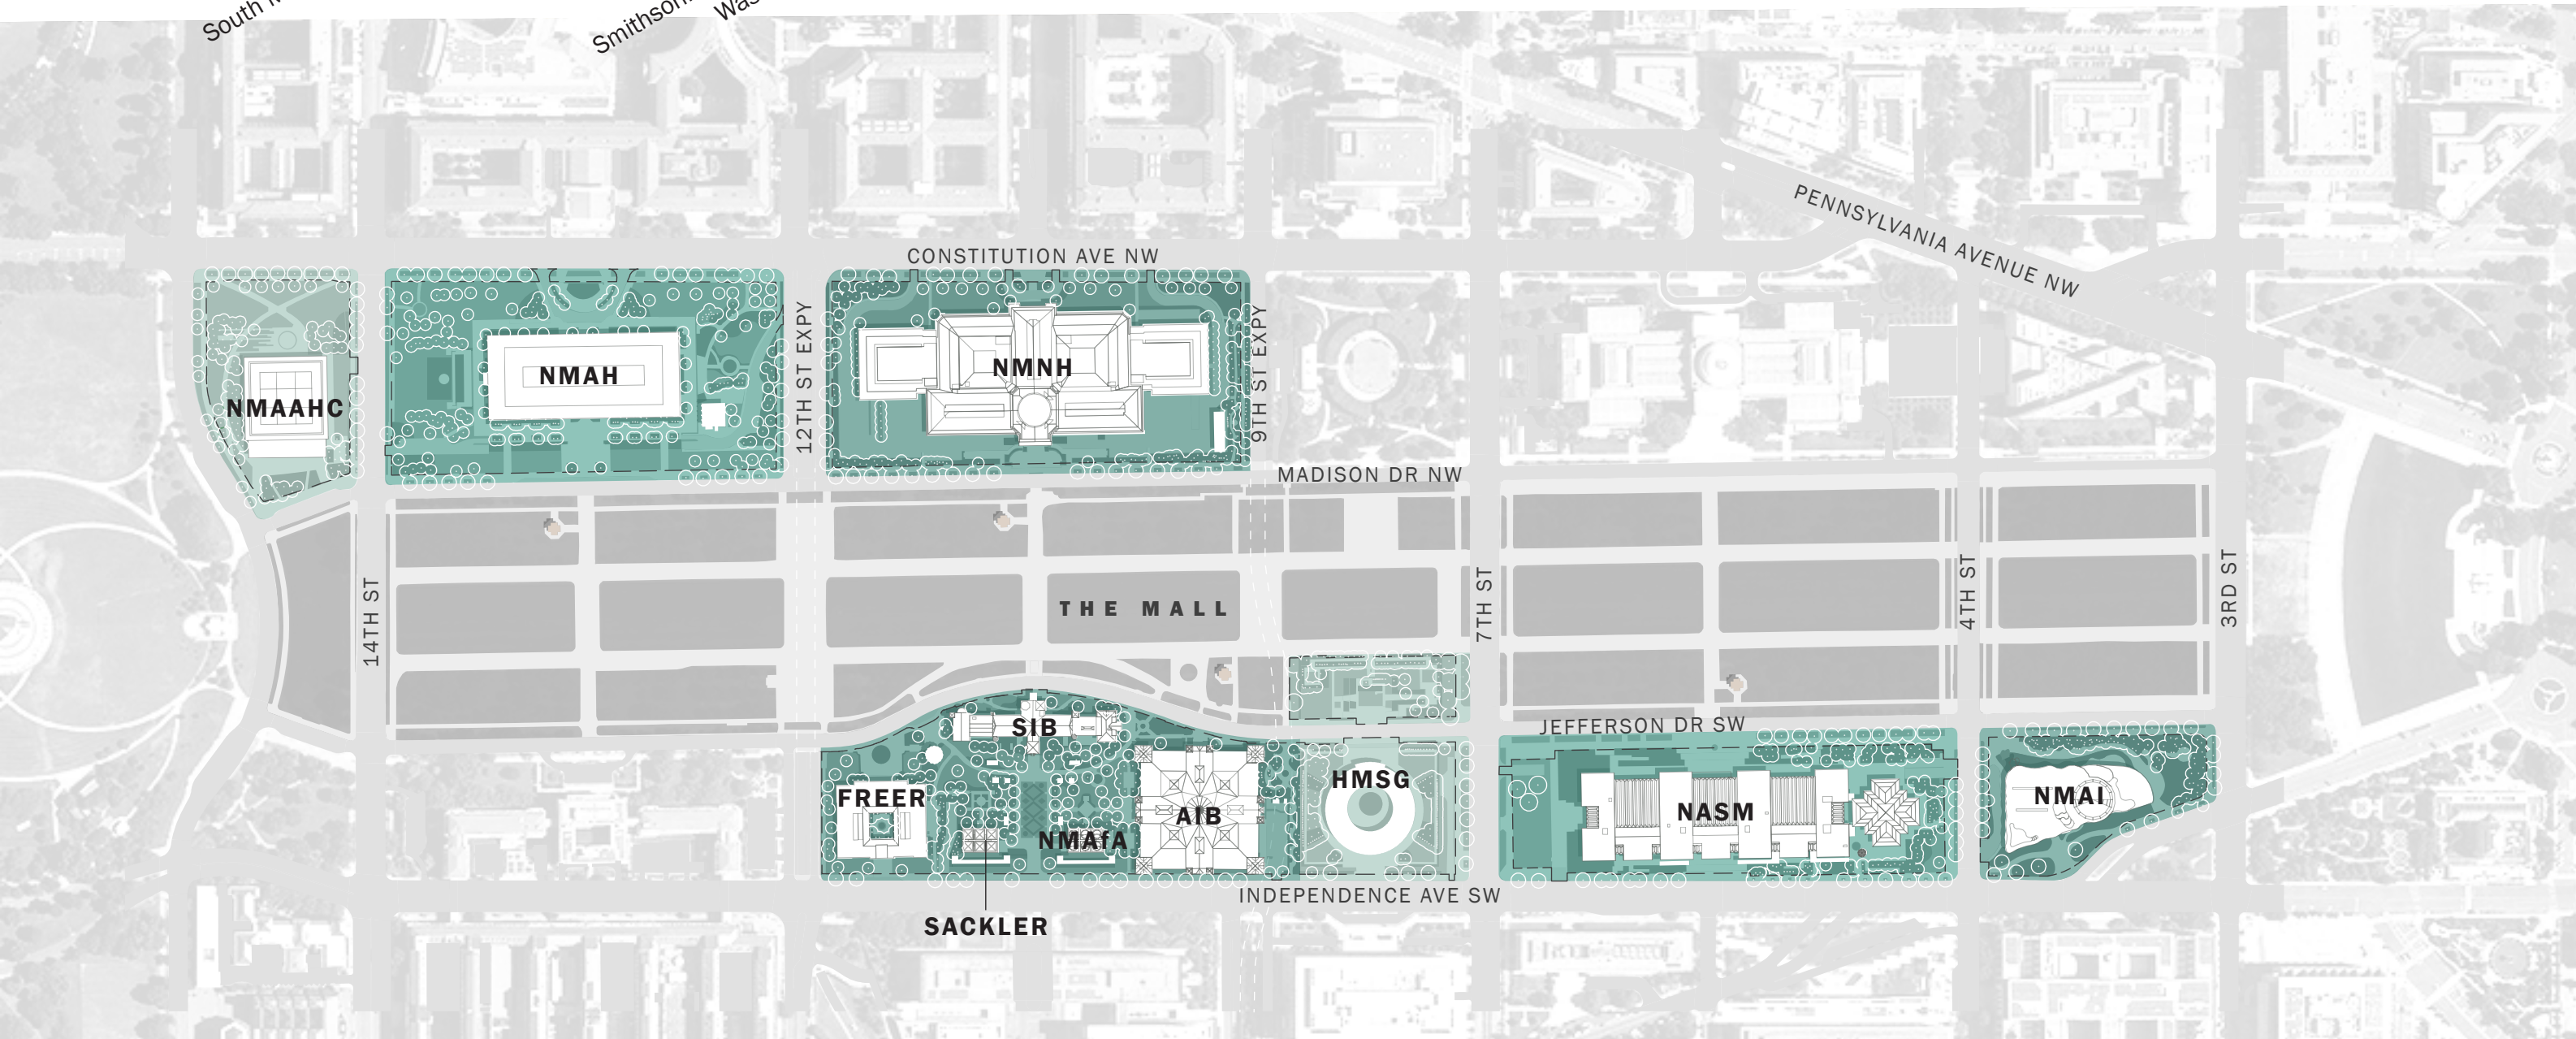 South
CONSTITUTION AVE NW
PENNSYLVANIA AVENUE NW
NMAAHC
NMAH
12TH ST EXPY
NMNH
9TH ST EXPY
MADISON DR NW
14TH ST
THE MALL
7TH ST
4TH ST
3RD ST
SIB
JEFFERSON DR SW
FREER
NMAfA
AIB
HMSG
NASM
NMAI
INDEPENDENCE AVE SW
SACKLER